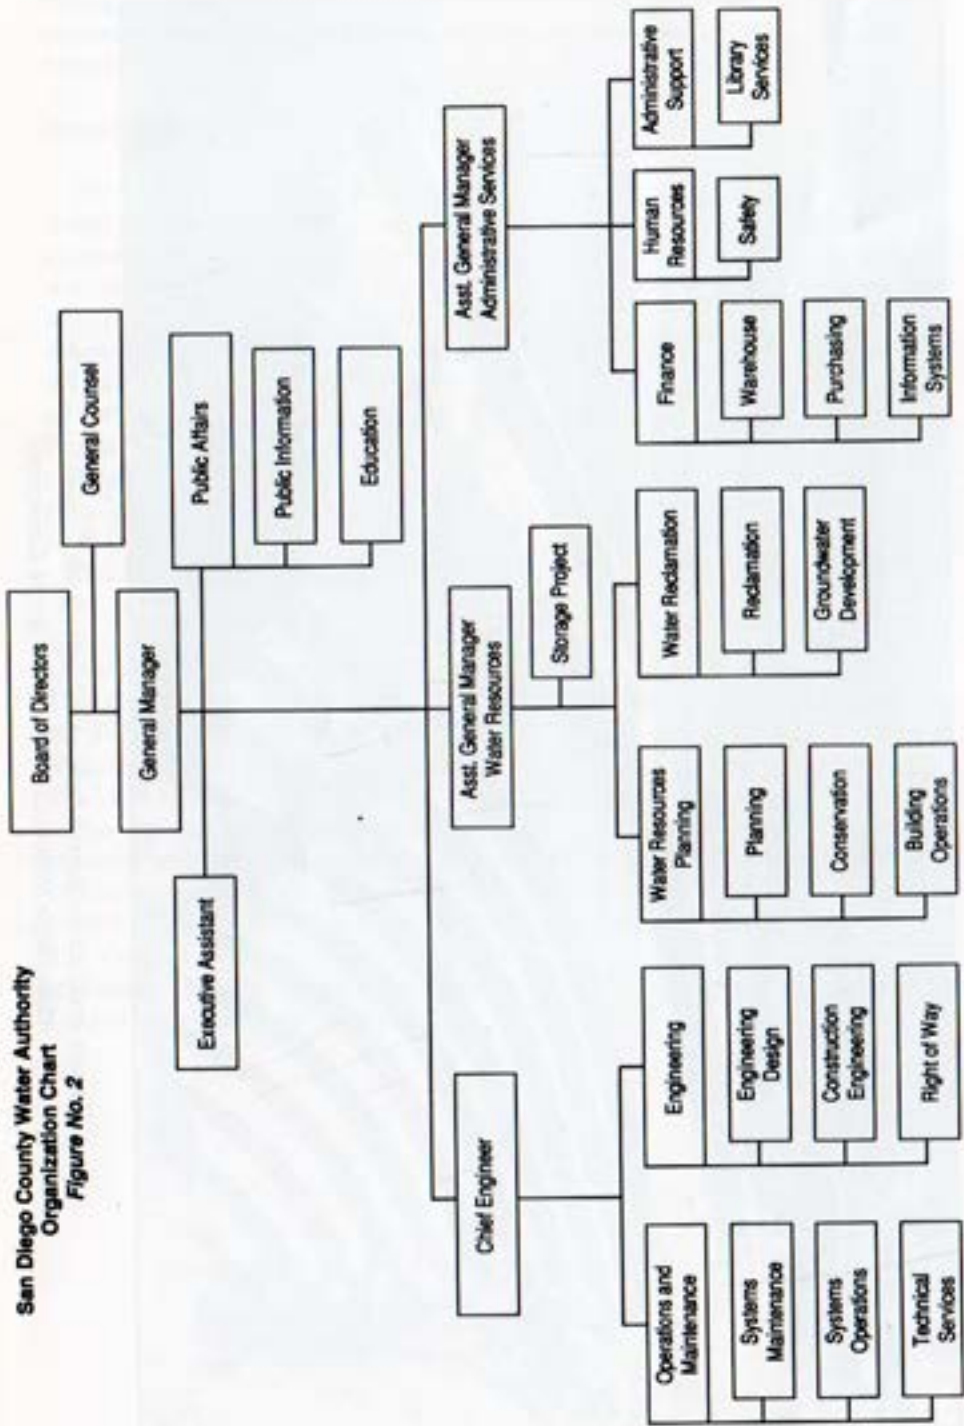 San Diego County Water Authority
Organization Chart
Figure No. 2
Board of Directors
General Counsel
General Manager
Executive Assistant
Public Affairs
Public Information
Education
Chief Engineer
Asst. General Manager
Water Resources
Asst. General Manager
Administrative Services
Storage Project
Operations and
Maintenance
Systems
Maintenance
Systems
Operations
Technical
Services
Engineering
Engineering
Design
Construction
Engineering
Right of Way
Water Resources
Planning
Planning
Conservation
Building
Operations
Water Reclamation
Reclamation
Groundwater
Development
Finance
Warehouse
Purchasing
Information
Systems
Human
Resources
Safety
Administrative
Support
Library
Services